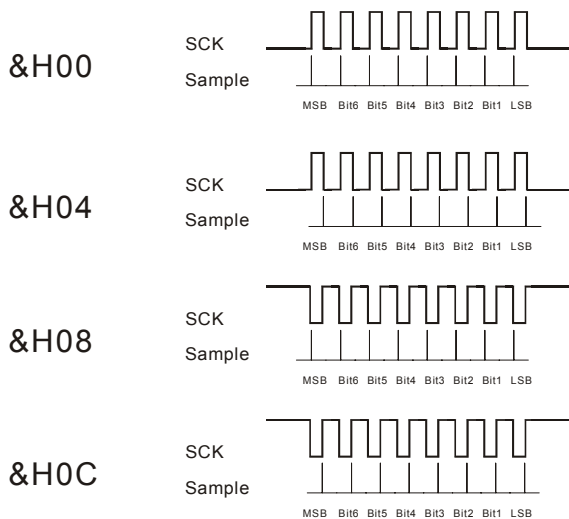 SCK
&H00
Sample
MSB Bit6 Bit5 Bit4 Bit3 Bit2 Bit1 LSB
SCK
&H04
Sample
MSB Bit6 Bit5 Bit4 Bit3 Bit2 Bit1 LSB
SCK
&H08
Sample
MSB Bit6 Bit5 Bit4 Bit3 Bit2 Bit1 LSB
SCK
&H0C
Sample
MSB Bit6 Bit5 Bit4 Bit3 Bit2 Bit1 LSB